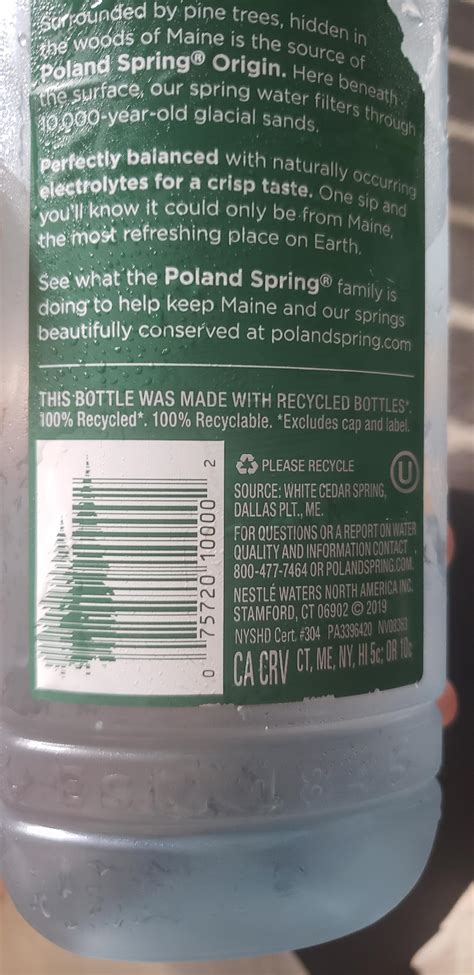 Surrounded by pine trees, hidden in
the woods of Maine is the source of
Poland Spring® Origin. Here beneath
the surface, our spring water filters through
10,000-year-old glacial sands.
Perfectly balanced with naturally occurring
electrolytes for a crisp taste. One sip and
you'll know it could only be from Maine,
the most refreshing place on Earth.
See what the Poland Spring® family is
doing to help keep Maine and our springs
beautifully conserved at polandspring.com
THIS BOTTLE WAS MADE WITH RECYCLED BOTTLES*.
100% Recycled*. 100% Recyclable. *Excludes cap and label.
0 75720 10000 2
PLEASE RECYCLE
U
SOURCE: WHITE CEDAR SPRING,
DALLAS PLT., ME.
FOR QUESTIONS OR A REPORT ON WATER
QUALITY AND INFORMATION CONTACT
800-477-7464 OR POLANDSPRING.COM.
NESTLÉ WATERS NORTH AMERICA INC.
STAMFORD, CT 06902 © 2019
NYSHD Cert. #304 PA3396420 NV08363
CA CRV CT, ME, NY, HI 5¢; OR 10¢